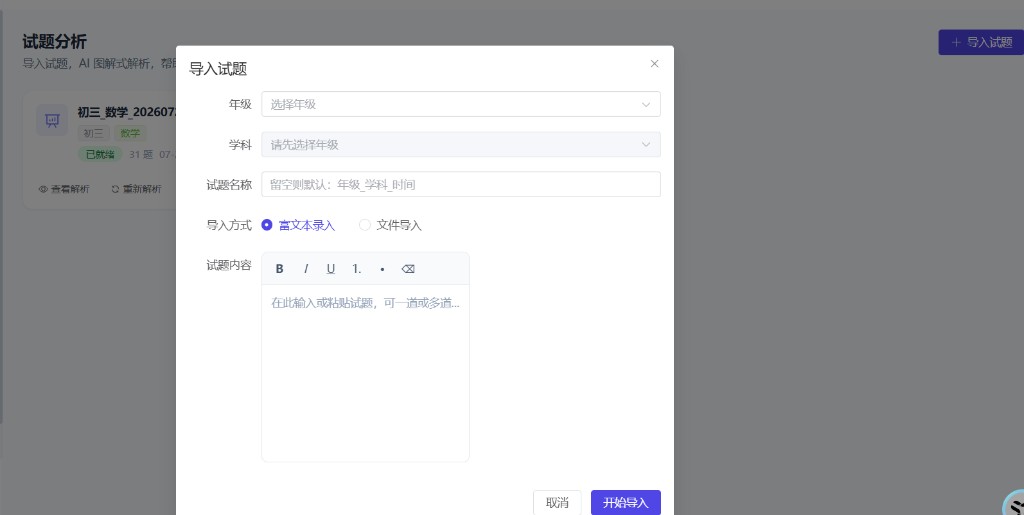 试题分析
导入试题，AI 图解式解析，帮
+ 导入试题
初三_数学_202607
初三 数学
已就绪 31 题 07-
查看解析 重新解析
导入试题
年级 选择年级
学科 请先选择年级
试题名称 留空则默认：年级_学科_时间
导入方式 富文本录入 文件导入
试题内容
B I U 1. •
在此输入或粘贴试题，可一道或多道...
取消 开始导入